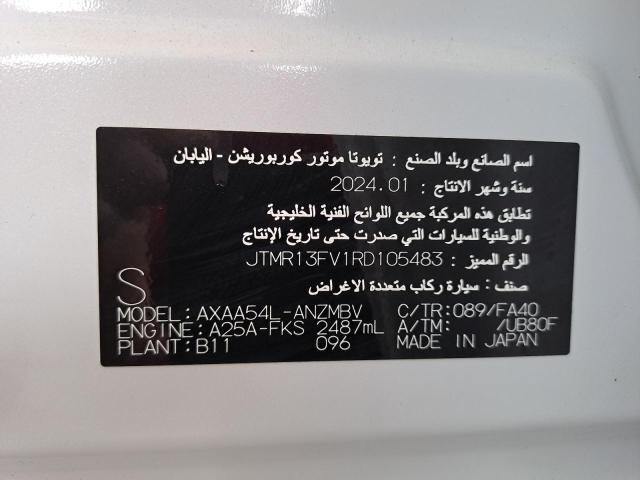 اسم الصانع وبلد الصنع : تويوتا موتور كوربوريشن - اليابان
سنة وشهر الانتاج : 2024.01
تطابق هذه المركبة جميع اللوائح الفنية الخليجية
والوطنية للسيارات التي صدرت حتى تاريخ الإنتاج
الرقم المميز : JTMR13FV1RD105483
صنف : سيارة ركاب متعددة الاغراض
S
MODEL: AXAA54L-ANZMBV C/TR: 089/FA40
ENGINE: A25A-FKS 2487mL A/TM: /UB80F
PLANT: B11 096 MADE IN JAPAN